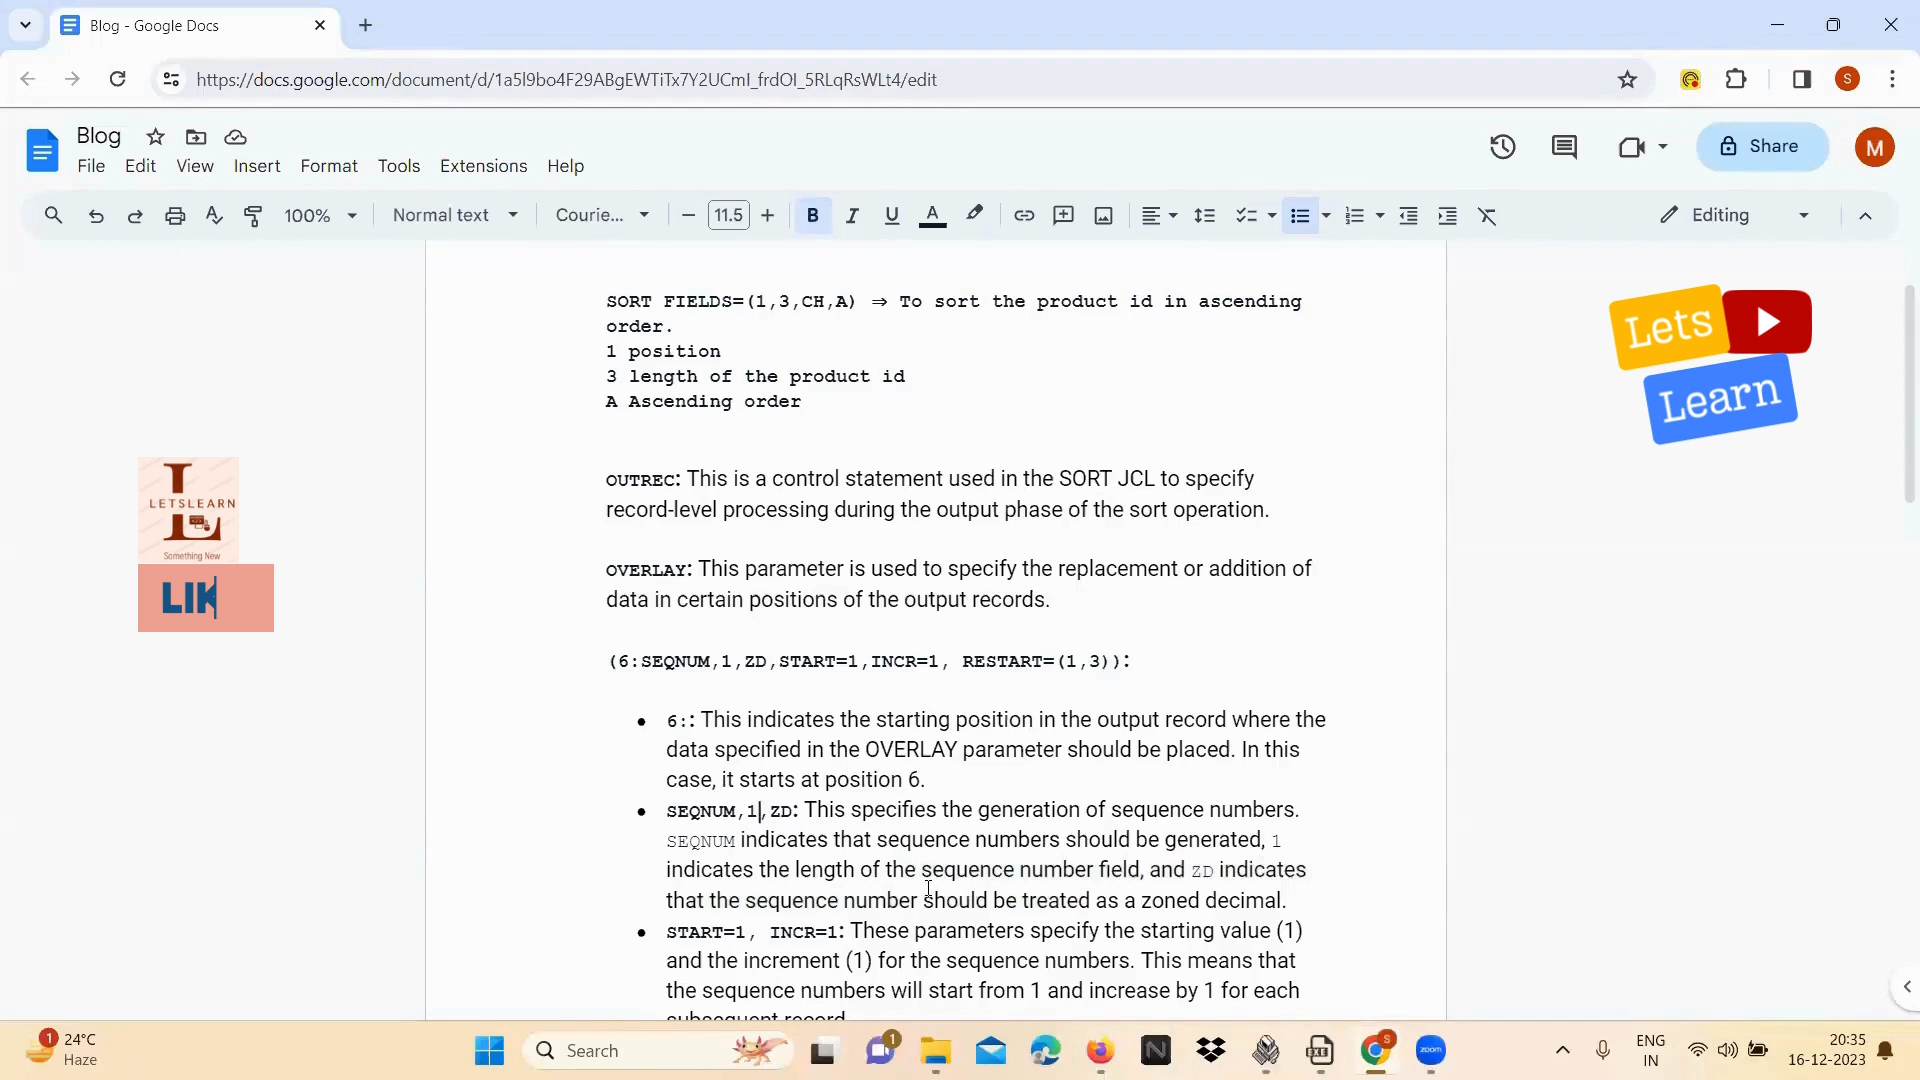 Blog - Google Docs
https://docs.google.com/document/d/1a5l9bo4F29ABgEWTiTx7Y2UCmI_frdOI_5RLqRsWLt4/edit
S
Blog
File Edit View Insert Format Tools Extensions Help
Share
M
100% Normal text Courie... 11.5 B I U A Editing
SORT FIELDS=(1,3,CH,A) ⇒ To sort the product id in ascending
order.
1 position
3 length of the product id
A Ascending order
Lets
Learn
OUTREC: This is a control statement used in the SORT JCL to specify
record-level processing during the output phase of the sort operation.
L
LETSLEARN
Something New
LIK
OVERLAY: This parameter is used to specify the replacement or addition of
data in certain positions of the output records.
(6:SEQNUM,1,ZD,START=1,INCR=1, RESTART=(1,3)):
● 6:: This indicates the starting position in the output record where the
data specified in the OVERLAY parameter should be placed. In this
case, it starts at position 6.
● SEQNUM,1,ZD: This specifies the generation of sequence numbers.
SEQNUM indicates that sequence numbers should be generated, 1
indicates the length of the sequence number field, and ZD indicates
that the sequence number should be treated as a zoned decimal.
● START=1, INCR=1: These parameters specify the starting value (1)
and the increment (1) for the sequence numbers. This means that
the sequence numbers will start from 1 and increase by 1 for each
subsequent record.
1
24°C
Haze
Search
1
EXE
S
zoom
ENG
IN
20:35
16-12-2023